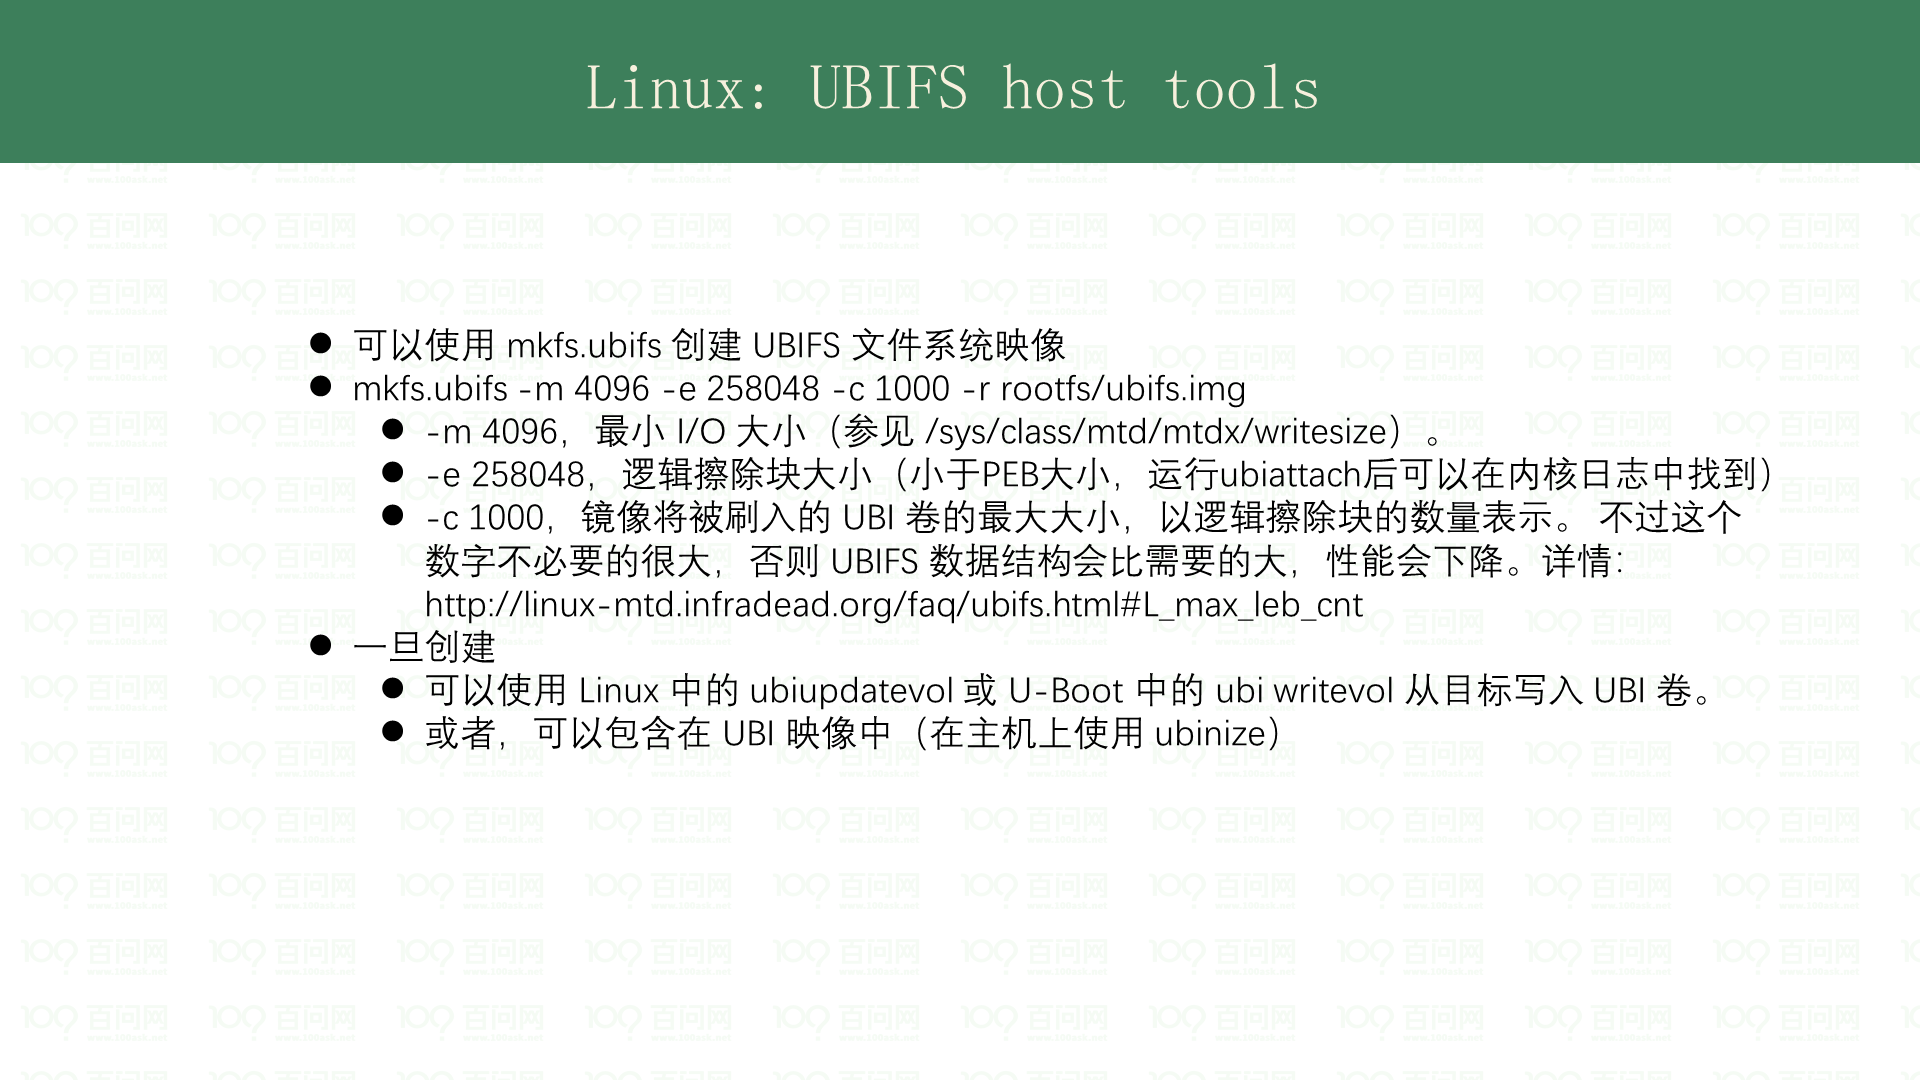 Linux: UBIFS host tools
● 可以使用 mkfs.ubifs 创建 UBIFS 文件系统映像
● mkfs.ubifs -m 4096 -e 258048 -c 1000 -r rootfs/ubifs.img
● -m 4096，最小 I/O 大小（参见 /sys/class/mtd/mtdx/writesize）。
● -e 258048，逻辑擦除块大小（小于PEB大小，运行ubiattach后可以在内核日志中找到）
● -c 1000，镜像将被刷入的 UBI 卷的最大大小，以逻辑擦除块的数量表示。 不过这个
数字不必要的很大，否则 UBIFS 数据结构会比需要的大，性能会下降。详情：
http://linux-mtd.infradead.org/faq/ubifs.html#L_max_leb_cnt
● 一旦创建
● 可以使用 Linux 中的 ubiupdatevol 或 U-Boot 中的 ubi writevol 从目标写入 UBI 卷。
● 或者，可以包含在 UBI 映像中（在主机上使用 ubinize）